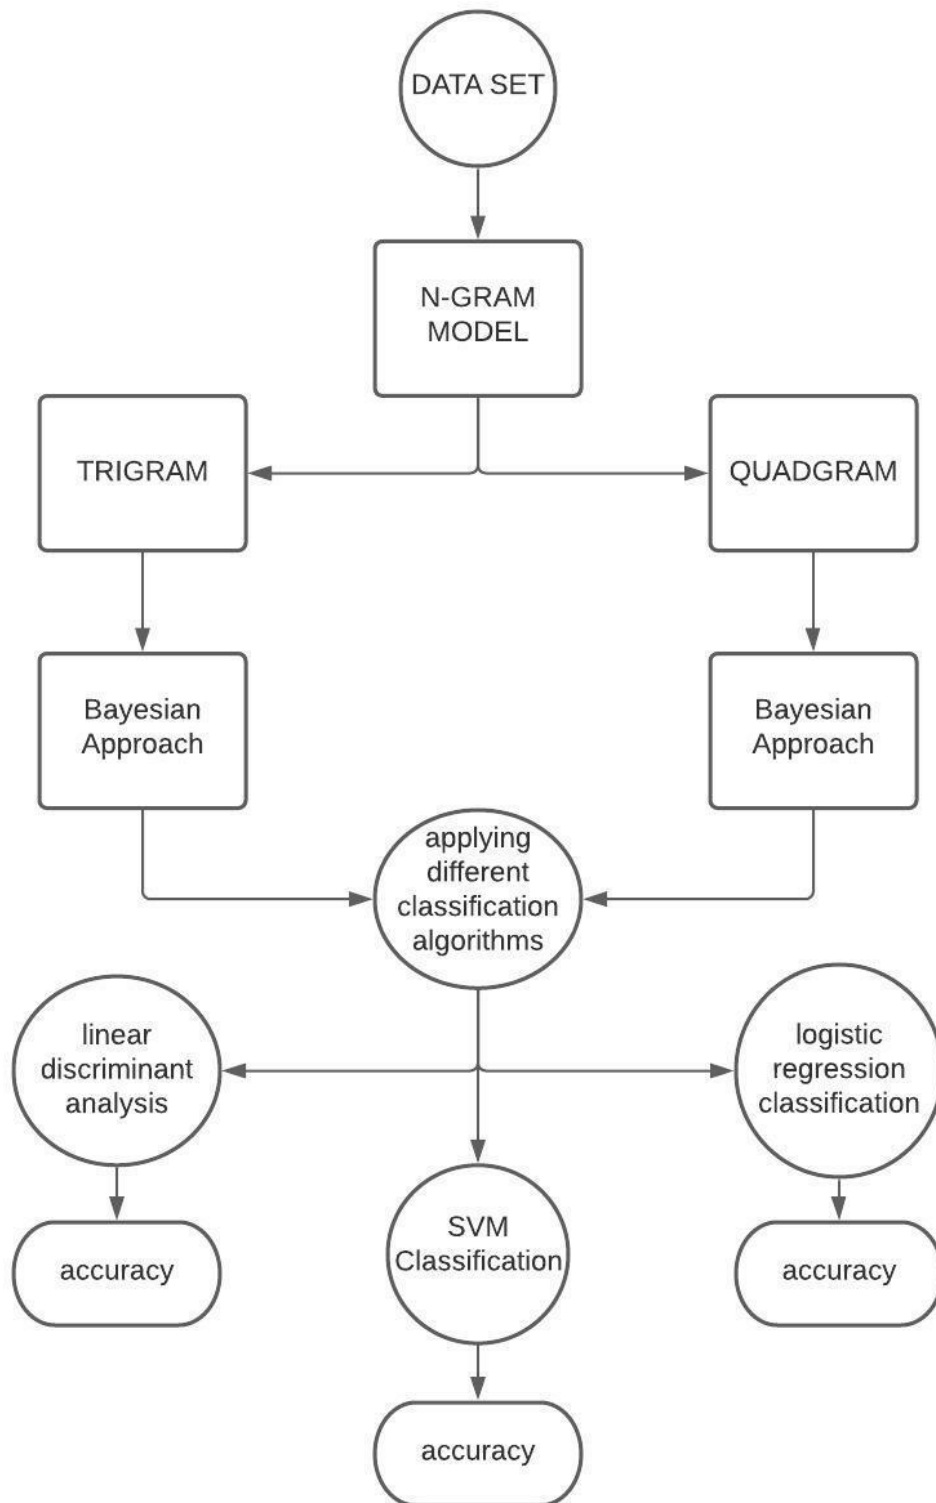 DATA SET
N-GRAM
MODEL
TRIGRAM
QUADGRAM
Bayesian
Approach
Bayesian
Approach
applying
different
classification
algorithms
linear
discriminant
analysis
logistic
regression
classification
SVM
Classification
accuracy
accuracy
accuracy